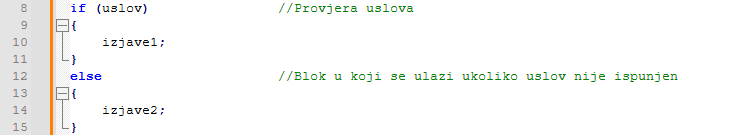 8 if (uslov) //Provjera uslova
9 {
10 izjave1;
11 }
12 else //Blok u koji se ulazi ukoliko uslov nije ispunjen
13 {
14 izjave2;
15 }